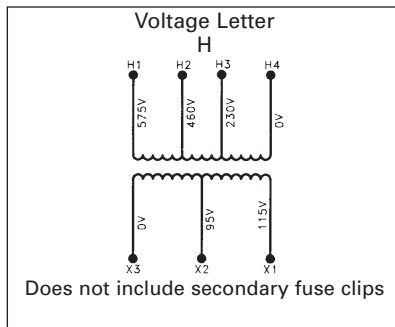 Voltage Letter
H
H1 H2 H3 H4
575V 460V 230V 0V
0V 95V 115V
X3 X2 X1
Does not include secondary fuse clips